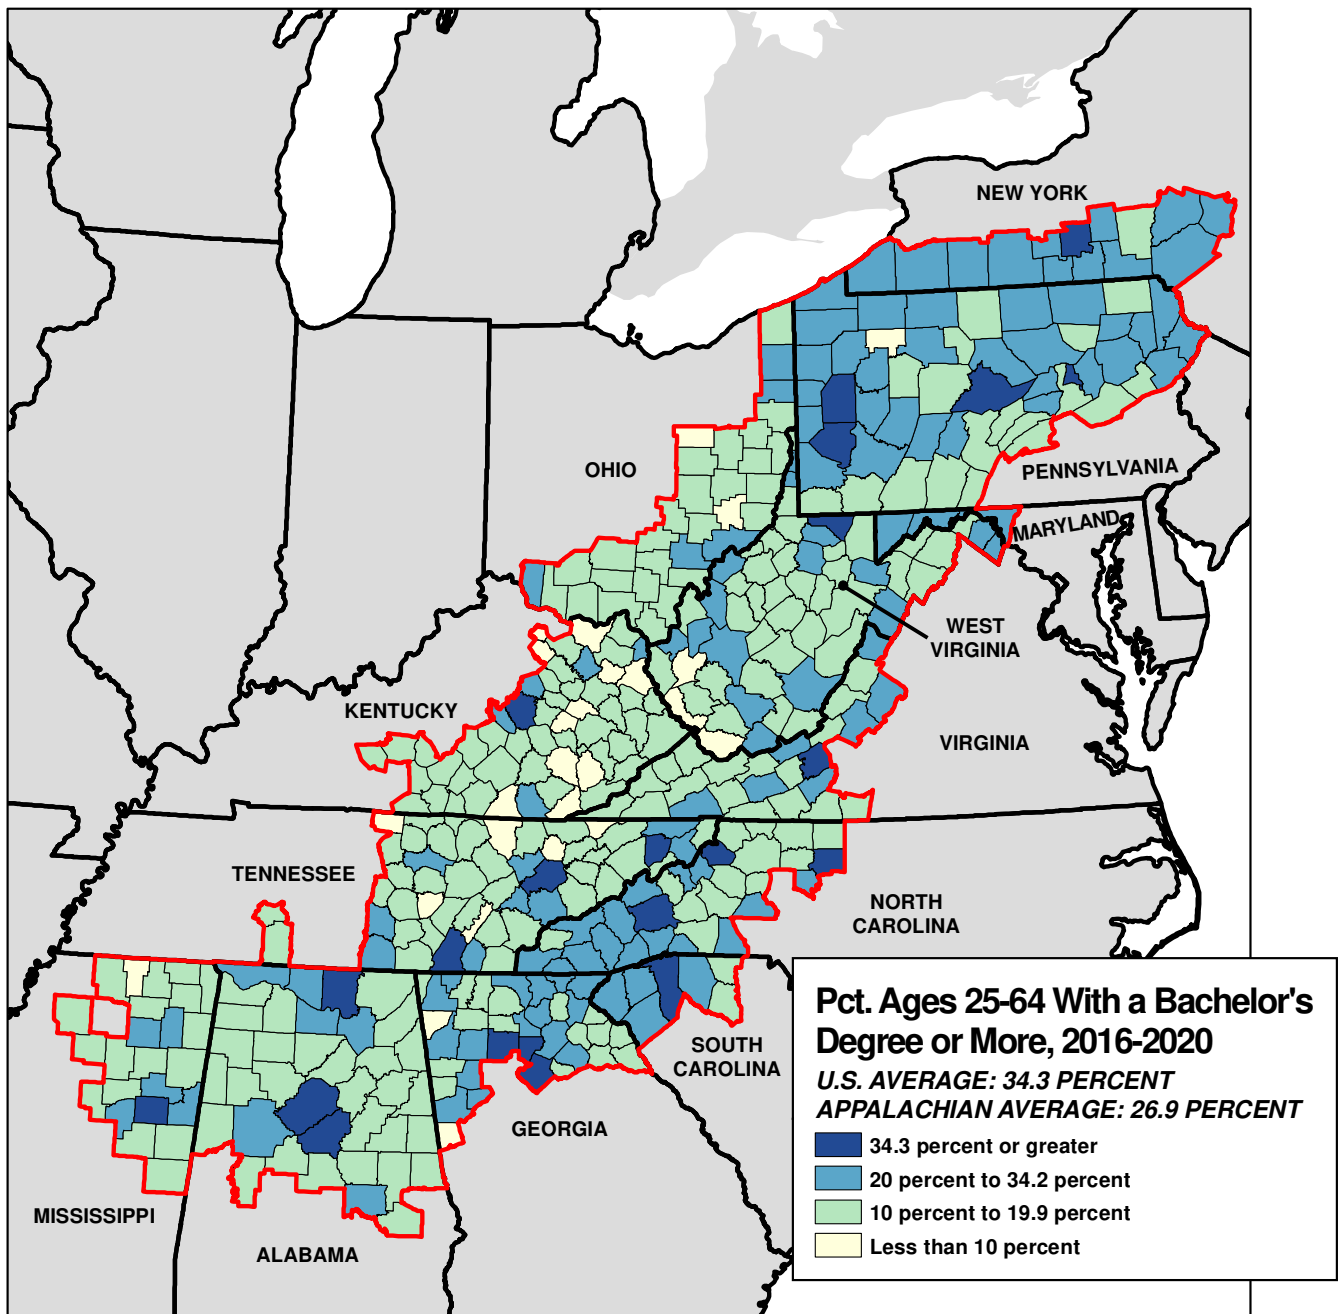 NEW YORK
OHIO
PENNSYLVANIA
MARYLAND
WEST
VIRGINIA
KENTUCKY
VIRGINIA
TENNESSEE
NORTH
CAROLINA
SOUTH
CAROLINA
GEORGIA
MISSISSIPPI
ALABAMA
Pct. Ages 25-64 With a Bachelor's
Degree or More, 2016-2020
U.S. AVERAGE: 34.3 PERCENT
APPALACHIAN AVERAGE: 26.9 PERCENT
34.3 percent or greater
20 percent to 34.2 percent
10 percent to 19.9 percent
Less than 10 percent